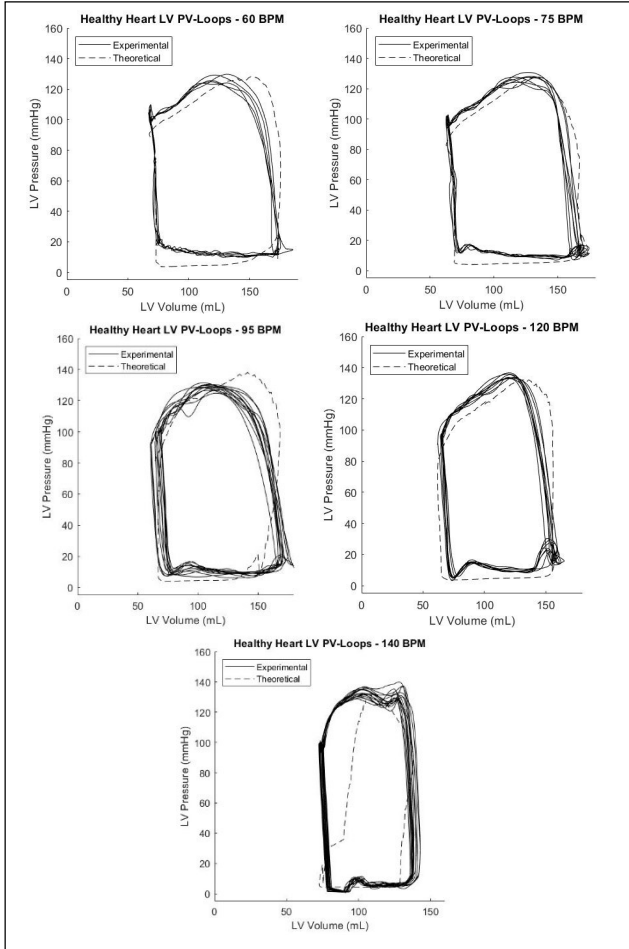 Healthy Heart LV PV-Loops - 60 BPM
Experimental
Theoretical
LV Pressure (mmHg)
160
140
120
100
80
60
40
20
0
0 50 100 150
LV Volume (mL)
Healthy Heart LV PV-Loops - 75 BPM
Experimental
Theoretical
LV Pressure (mmHg)
160
140
120
100
80
60
40
20
0
0 50 100 150
LV Volume (mL)
Healthy Heart LV PV-Loops - 95 BPM
Experimental
Theoretical
LV Pressure (mmHg)
160
140
120
100
80
60
40
20
0
0 50 100 150
LV Volume (mL)
Healthy Heart LV PV-Loops - 120 BPM
Experimental
Theoretical
LV Pressure (mmHg)
160
140
120
100
80
60
40
20
0
0 50 100 150
LV Volume (mL)
Healthy Heart LV PV-Loops - 140 BPM
Experimental
Theoretical
LV Pressure (mmHg)
160
140
120
100
80
60
40
20
0
0 50 100 150
LV Volume (mL)